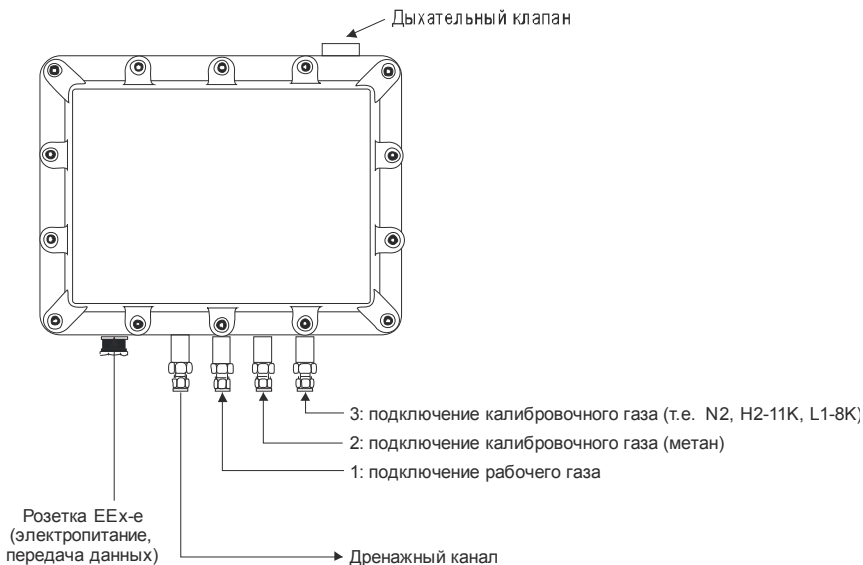 Дыхательный клапан
3: подключение калибровочного газа (т.е. N2, H2-11K, L1-8K)
2: подключение калибровочного газа (метан)
1: подключение рабочего газа
Розетка EEx-e
(электропитание,
передача данных)
Дренажный канал